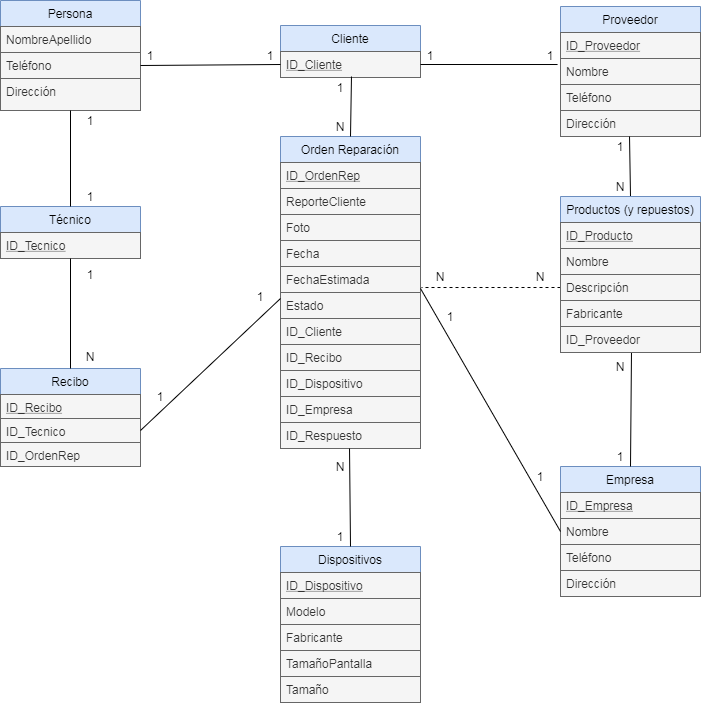 Persona
NombreApellido
Teléfono
Dirección
1
1
Cliente
ID_Cliente
1
1
Proveedor
ID_Proveedor
Nombre
Teléfono
Dirección
1
N
1
N
1
1
Técnico
ID_Tecnico
1
N
Orden Reparación
ID_OrdenRep
ReporteCliente
Foto
Fecha
FechaEstimada
Estado
ID_Cliente
ID_Recibo
ID_Dispositivo
ID_Empresa
ID_Respuesto
N
N
1
1
Productos (y repuestos)
ID_Producto
Nombre
Descripción
Fabricante
ID_Proveedor
N
1
1
1
Recibo
ID_Recibo
ID_Tecnico
ID_OrdenRep
N
1
Empresa
ID_Empresa
Nombre
Teléfono
Dirección
Dispositivos
ID_Dispositivo
Modelo
Fabricante
TamañoPantalla
Tamaño